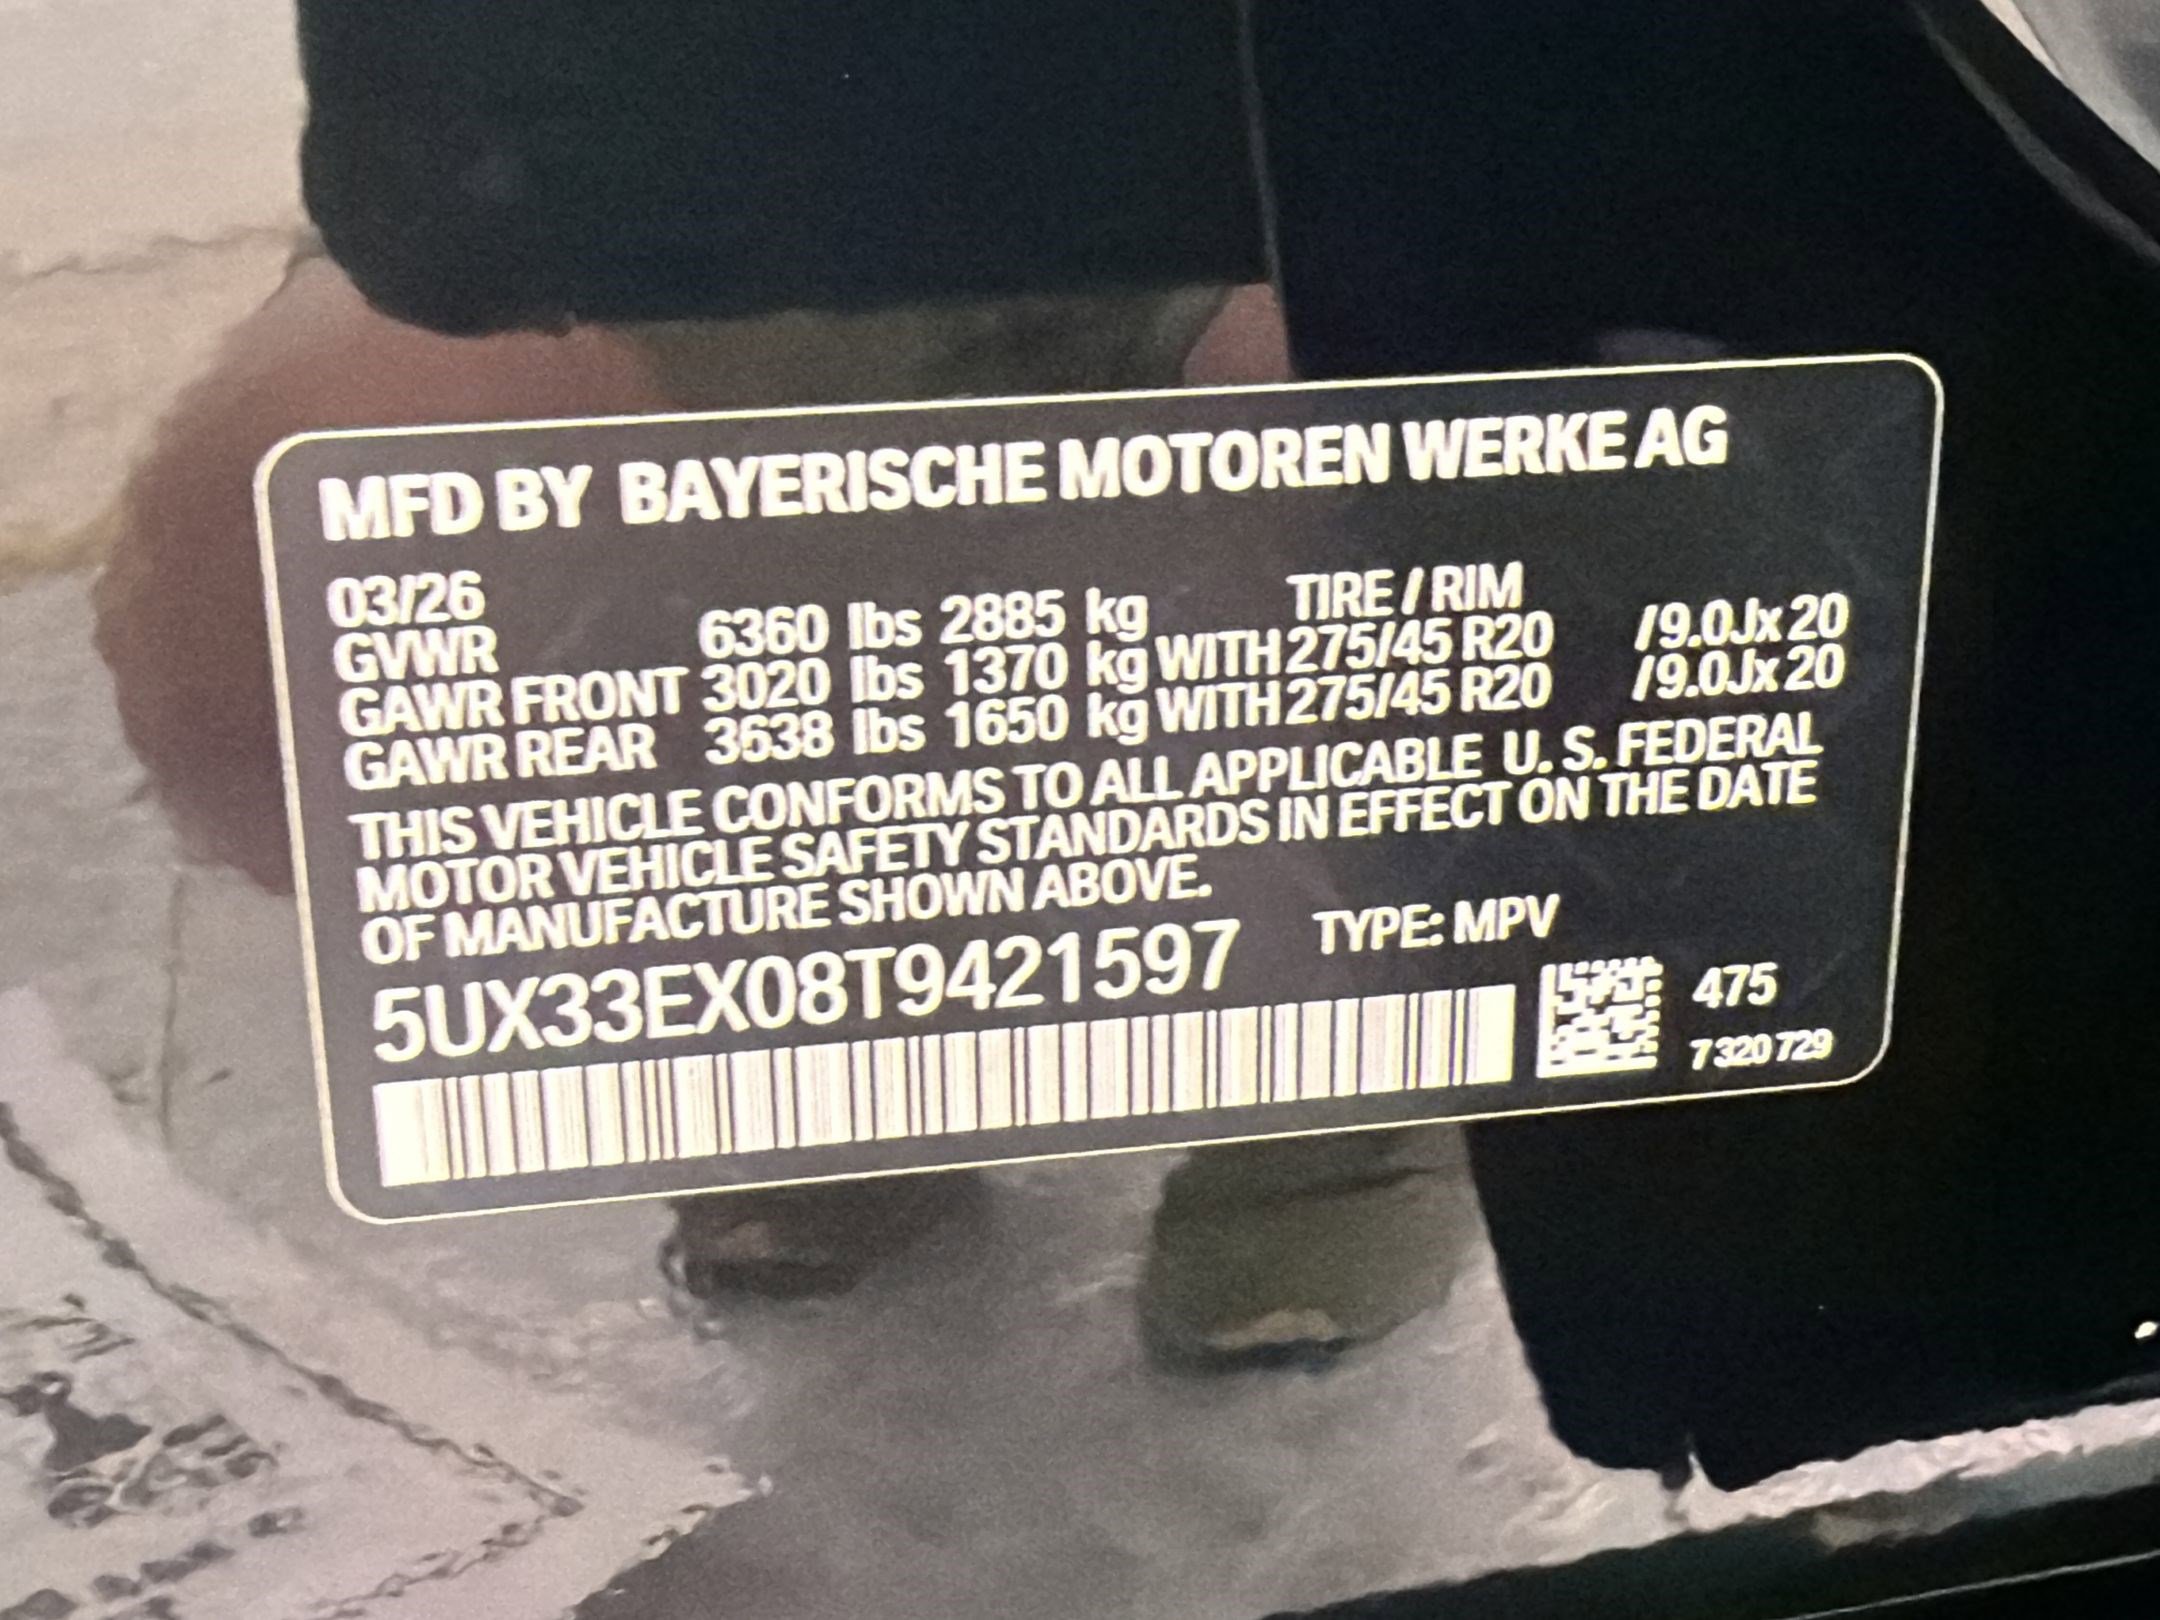 MFD BY BAYERISCHE MOTOREN WERKE AG
03/26 TIRE / RIM
GVWR 6360 lbs 2885 kg
GAWR FRONT 3020 lbs 1370 kg WITH 275/45 R20 /9.0Jx20
GAWR REAR 3638 lbs 1650 kg WITH 275/45 R20 /9.0Jx20
THIS VEHICLE CONFORMS TO ALL APPLICABLE U. S. FEDERAL
MOTOR VEHICLE SAFETY STANDARDS IN EFFECT ON THE DATE
OF MANUFACTURE SHOWN ABOVE.
5UX33EX08T9421597 TYPE: MPV
475
7 320 729